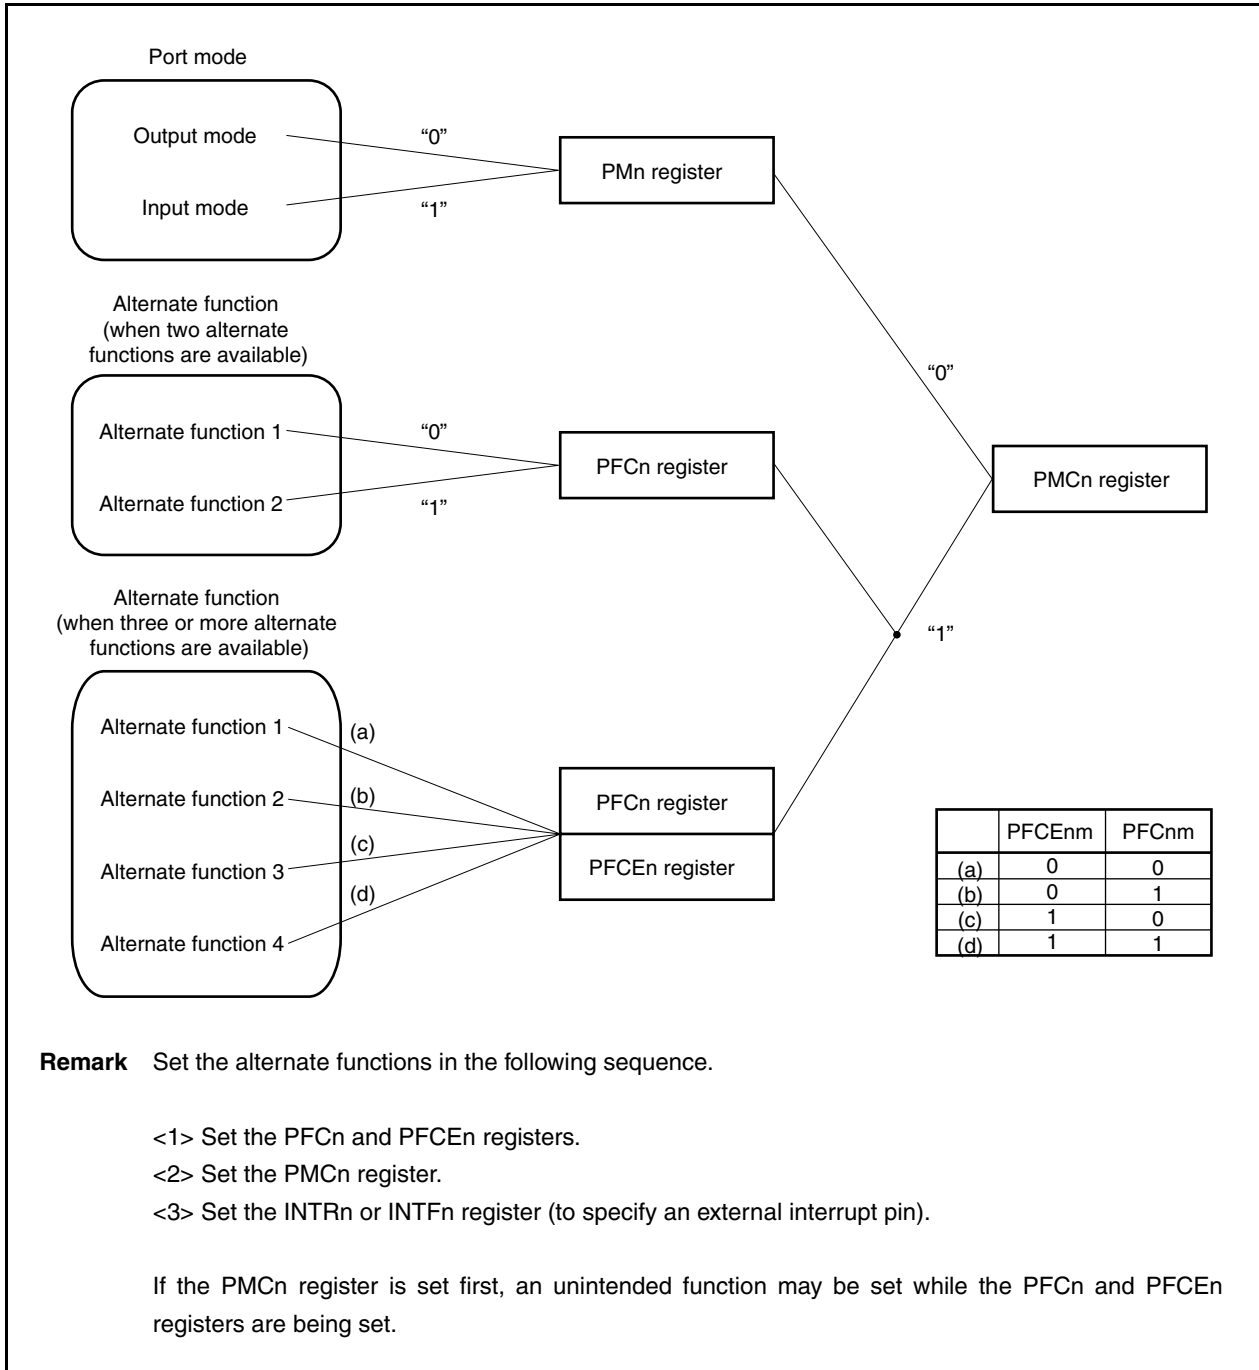 Port mode
Output mode
“0”
PMn register
Input mode
“1”
Alternate function
(when two alternate
functions are available)
“0”
Alternate function 1
“0”
PFCn register
PMCn register
Alternate function 2
“1”
Alternate function
(when three or more alternate
functions are available)
“1”
Alternate function 1
(a)
Alternate function 2
(b)
PFCn register
(c)
Alternate function 3
PFCEn register
(d)
Alternate function 4
PFCEnm PFCnm
(a) 0 0
(b) 0 1
(c) 1 0
(d) 1 1
Remark Set the alternate functions in the following sequence.
<1> Set the PFCn and PFCEn registers.
<2> Set the PMCn register.
<3> Set the INTRn or INTFn register (to specify an external interrupt pin).
If the PMCn register is set first, an unintended function may be set while the PFCn and PFCEn
registers are being set.